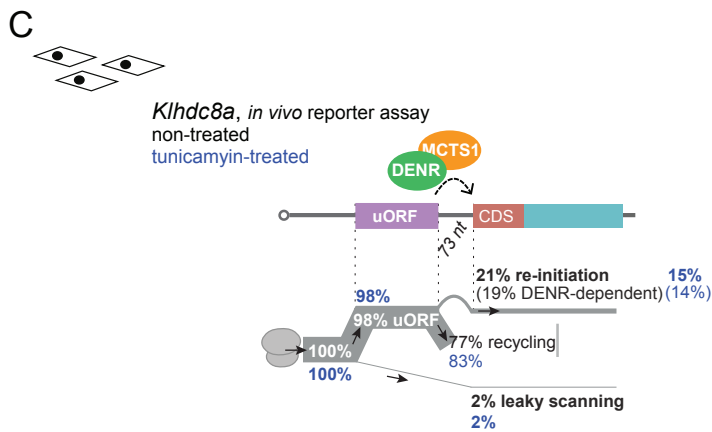 C
Klhdc8a, in vivo reporter assay
non-treated
tunicamyin-treated
MCTS1
DENR
uORF
73 nt
CDS
21% re-initiation 15%
(19% DENR-dependent) (14%)
98%
98% uORF
77% recycling
83%
100%
100%
2% leaky scanning
2%